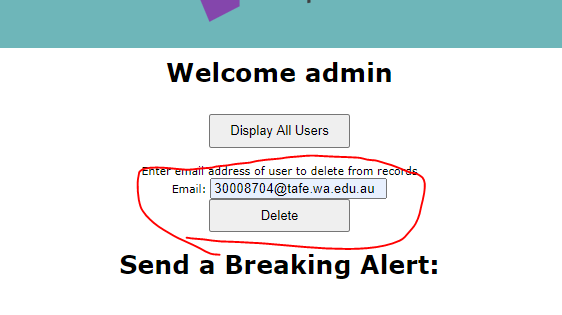 Welcome admin
Display All Users
Enter email address of user to delete from records
Email: 30008704@tafe.wa.edu.au
Delete
Send a Breaking Alert: